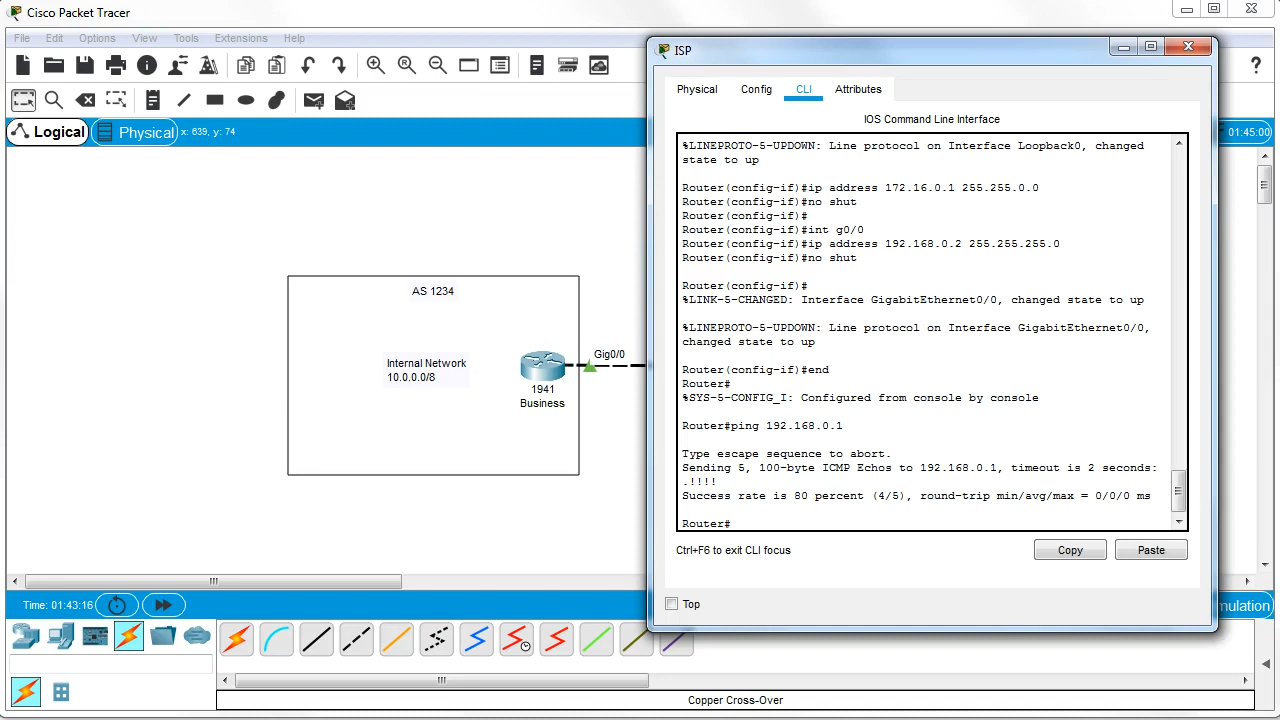 Cisco Packet Tracer
File Edit Options View Tools Extensions Help
?
Logical Physical x: 639, y: 74
01:45:00
AS 1234
Internal Network
10.0.0.0/8
Gig0/0
1941
Business
ISP
Physical Config CLI Attributes
IOS Command Line Interface
%LINEPROTO-5-UPDOWN: Line protocol on Interface Loopback0, changed
state to up
Router(config-if)#ip address 172.16.0.1 255.255.0.0
Router(config-if)#no shut
Router(config-if)#
Router(config-if)#int g0/0
Router(config-if)#ip address 192.168.0.2 255.255.255.0
Router(config-if)#no shut
Router(config-if)#
%LINK-5-CHANGED: Interface GigabitEthernet0/0, changed state to up
%LINEPROTO-5-UPDOWN: Line protocol on Interface GigabitEthernet0/0,
changed state to up
Router(config-if)#end
Router#
%SYS-5-CONFIG_I: Configured from console by console
Router#ping 192.168.0.1
Type escape sequence to abort.
Sending 5, 100-byte ICMP Echos to 192.168.0.1, timeout is 2 seconds:
.!!!!
Success rate is 80 percent (4/5), round-trip min/avg/max = 0/0/0 ms
Router#
Ctrl+F6 to exit CLI focus
Copy Paste
Top
Time: 01:43:16
mulation
Copper Cross-Over